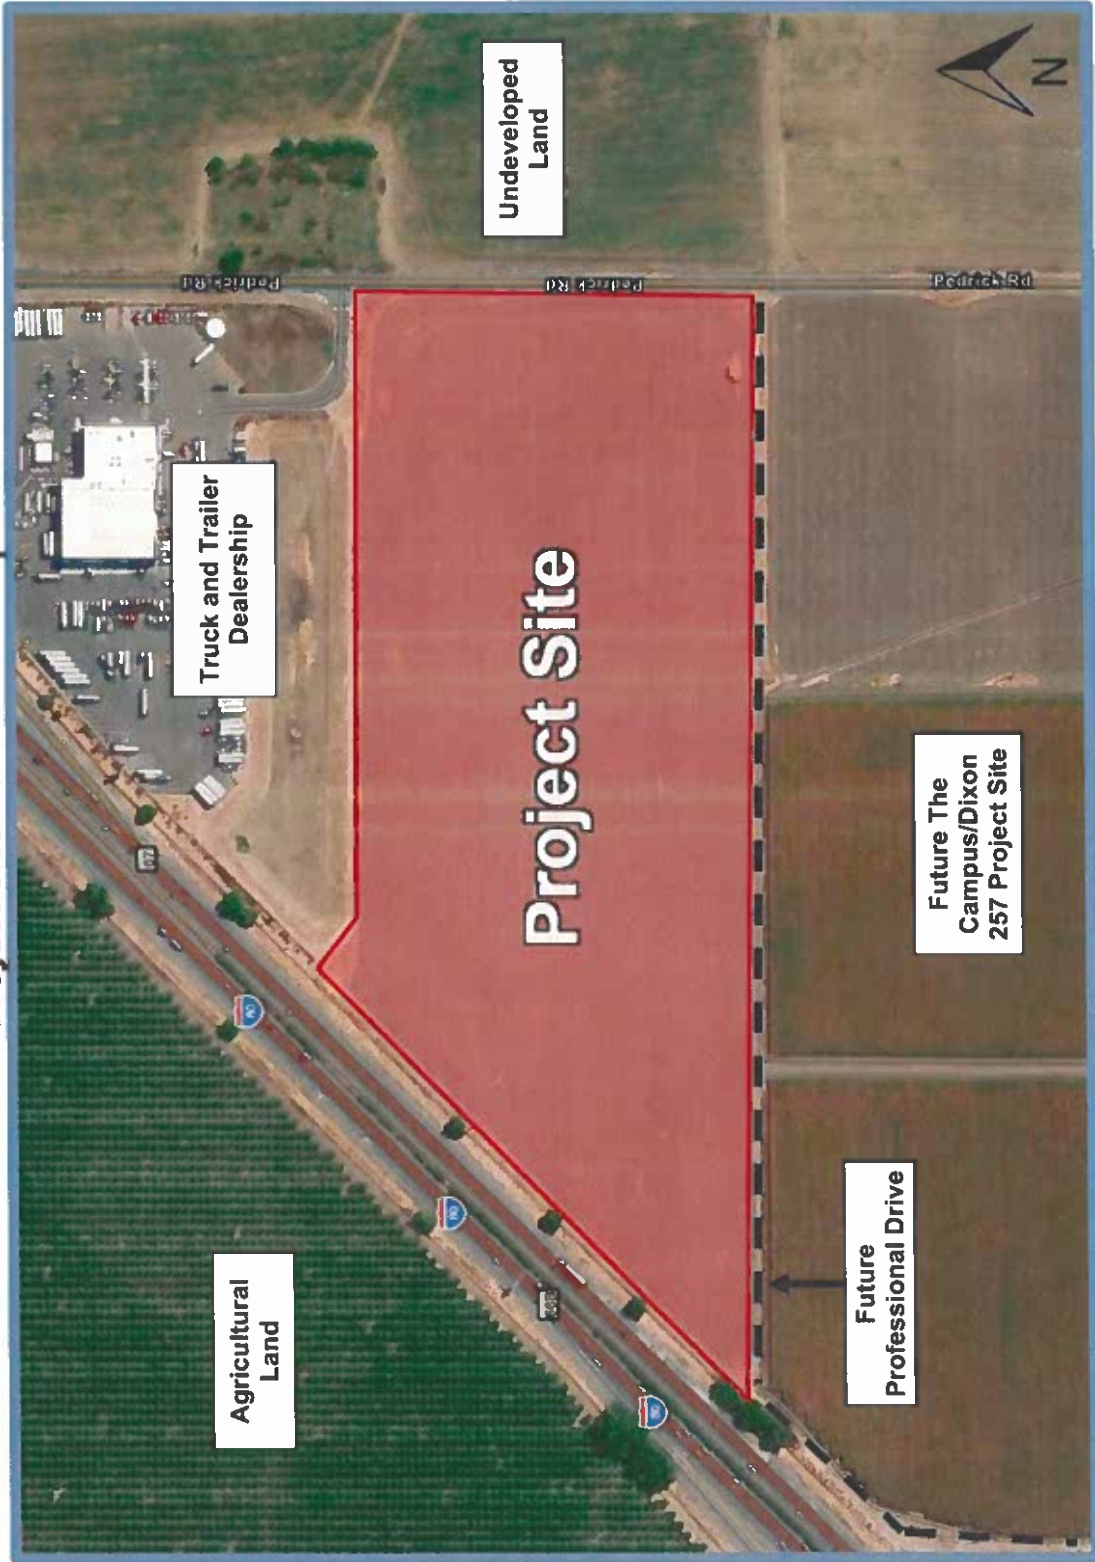 Agricultural
Land
Truck and Trailer
Dealership
Pedrick Rd
Project Site
Undeveloped
Land
Pedrick Rd
Future
Professional Drive
Future The
Campus/Dixon
257 Project Site
Pedrick Rd
N